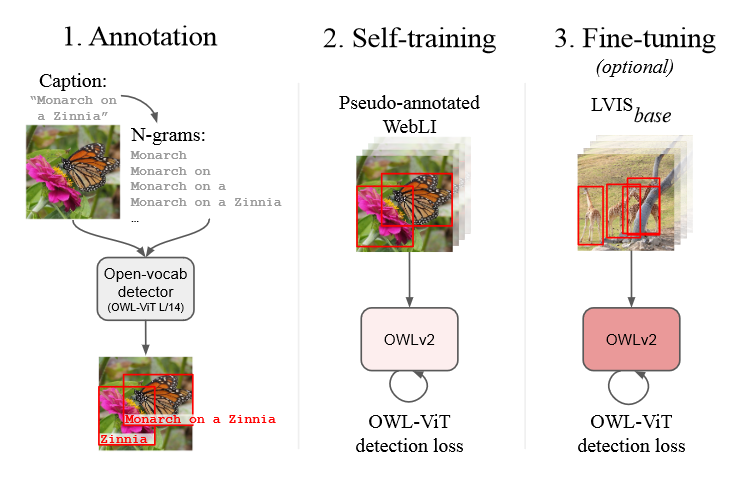 1. Annotation
Caption:
“Monarch on
a Zinnia”
N-grams:
Monarch
Monarch on
Monarch on a
Monarch on a Zinnia
…
Open-vocab
detector
(OWL-ViT L/14)
Monarch on a Zinnia
Zinnia
2. Self-training
Pseudo-annotated
WebLI
OWLv2
OWL-ViT
detection loss
3. Fine-tuning
(optional)
LVIS base
OWLv2
OWL-ViT
detection loss